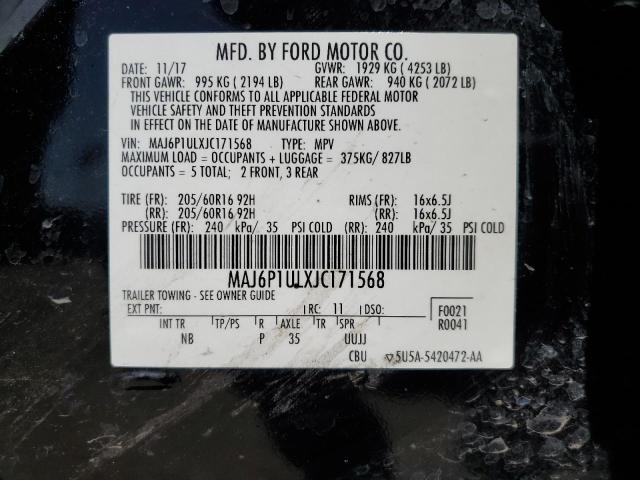 MFD. BY FORD MOTOR CO.
DATE: 11/17 GVWR: 1929 KG ( 4253 LB)
FRONT GAWR: 995 KG ( 2194 LB) REAR GAWR: 940 KG ( 2072 LB)
THIS VEHICLE CONFORMS TO ALL APPLICABLE FEDERAL MOTOR
VEHICLE SAFETY AND THEFT PREVENTION STANDARDS
IN EFFECT ON THE DATE OF MANUFACTURE SHOWN ABOVE.
VIN: MAJ6P1ULXJC171568 TYPE: MPV
MAXIMUM LOAD = OCCUPANTS + LUGGAGE = 375KG/ 827LB
OCCUPANTS = 5 TOTAL; 2 FRONT, 3 REAR
TIRE (FR): 205/60R16 92H RIMS (FR): 16x6.5J
(RR): 205/60R16 92H (RR): 16x6.5J
PRESSURE (FR): 240 kPa/ 35 PSI COLD (RR): 240 kPa/ 35 PSI COLD
MAJ6P1ULXJC171568
TRAILER TOWING - SEE OWNER GUIDE
EXT PNT: RC: 11 DSO: F0021
INT TR TP/PS R AXLE TR SPR R0041
NB P 35 UUJJ
CBU 5U5A-5420472-AA